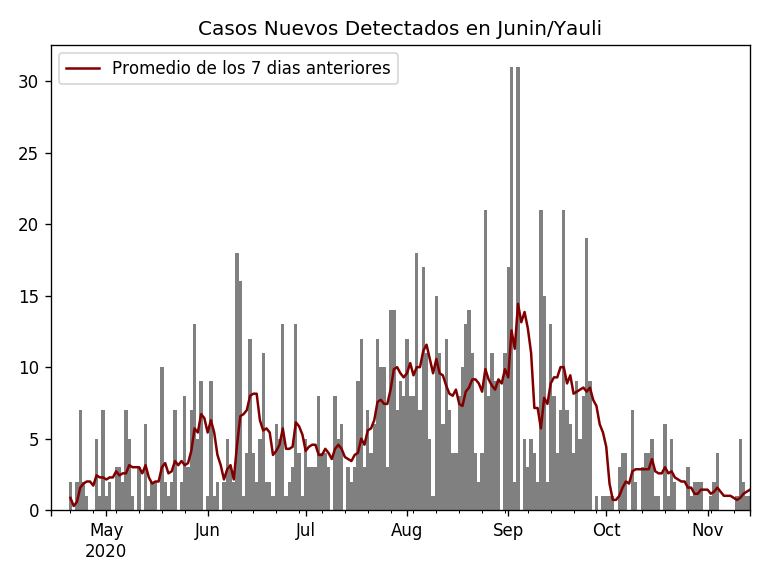 Casos Nuevos Detectados en Junin/Yauli
Promedio de los 7 dias anteriores
30
25
20
15
10
5
0
May Jun Jul Aug Sep Oct Nov
2020